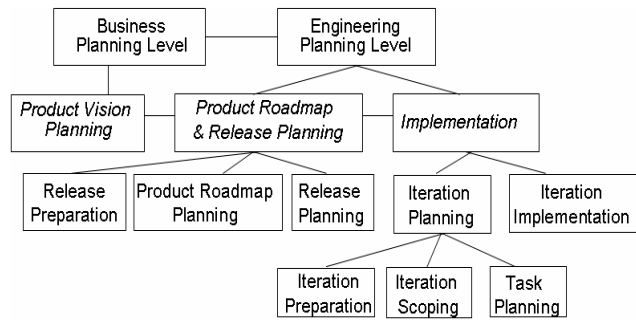 Business
Planning Level
Engineering
Planning Level
Product Vision
Planning
Product Roadmap
& Release Planning
Implementation
Release
Preparation
Product Roadmap
Planning
Release
Planning
Iteration
Planning
Iteration
Implementation
Iteration
Preparation
Iteration
Scoping
Task
Planning